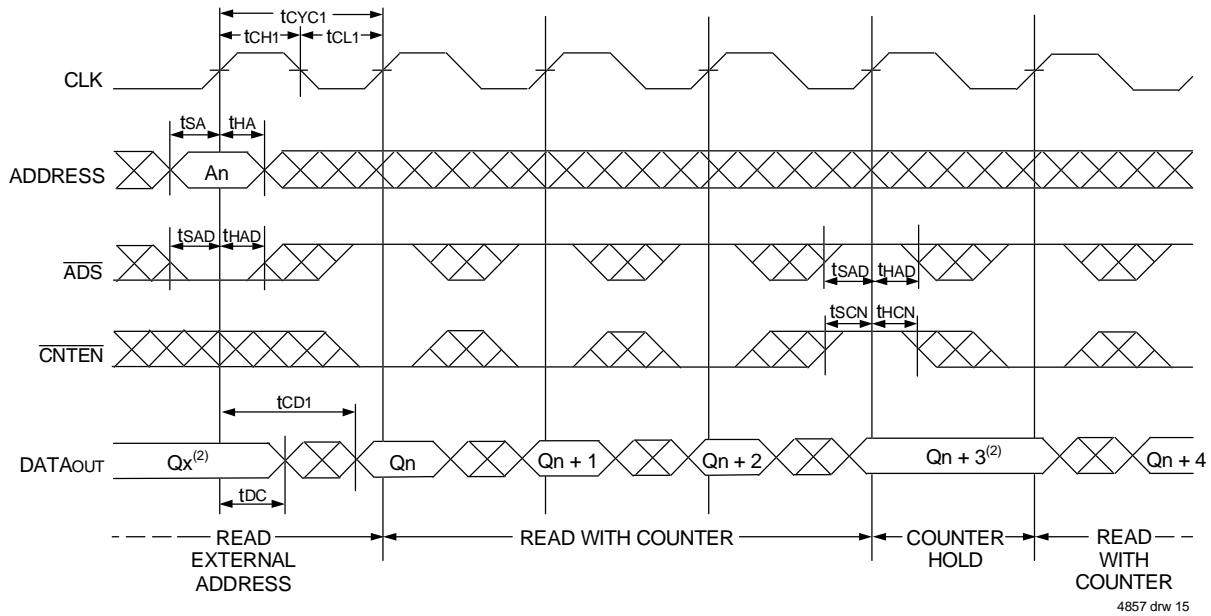 tCYC1
tCH1 tCL1
CLK
tSA tHA
ADDRESS An
tSAD tHAD
ADS tSAD tHAD
tSCN tHCN
CNTEN
tCD1
DATAOUT Qx(2) Qn Qn + 1 Qn + 2 Qn + 3(2) Qn + 4
tDC
READ READ WITH COUNTER COUNTER READ
EXTERNAL HOLD WITH
ADDRESS COUNTER
4857 drw 15